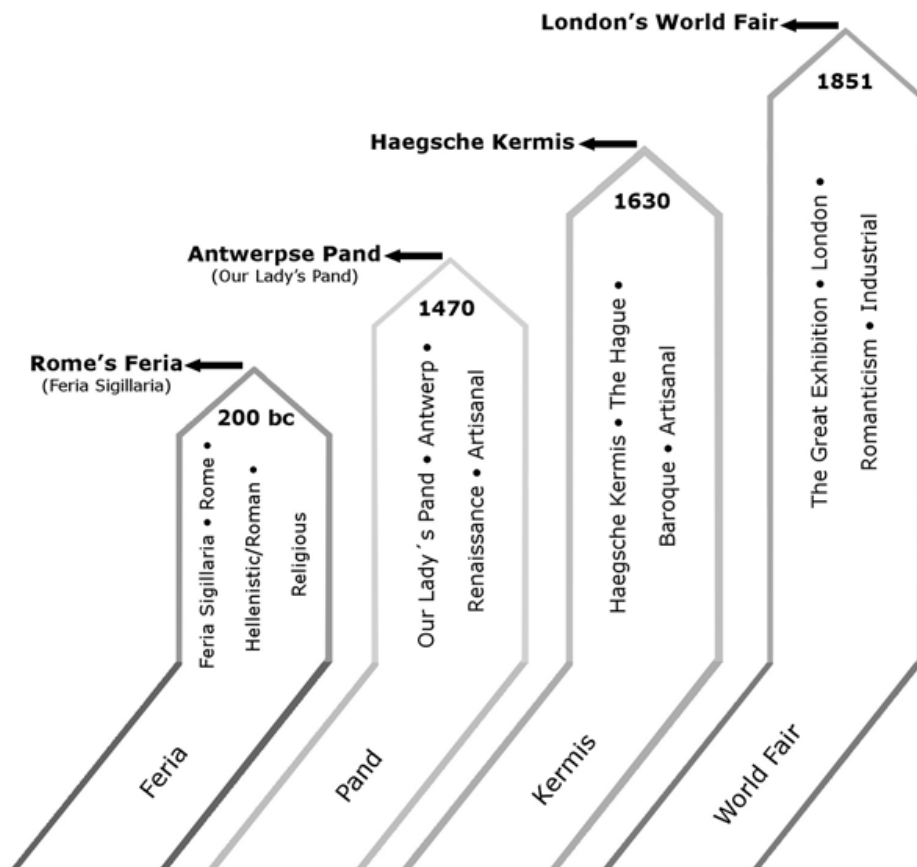 London's World Fair
1851
The Great Exhibition • London •
Romanticism • Industrial
World Fair
Haegsche Kermis
1630
Haegsche Kermis • The Hague •
Baroque • Artisanal
Kermis
Antwerpse Pand
(Our Lady's Pand)
1470
Our Lady´s Pand • Antwerp •
Renaissance • Artisanal
Pand
Rome's Feria
(Feria Sigillaria)
200 bc
Feria Sigillaria • Rome •
Hellenistic/Roman •
Religious
Feria